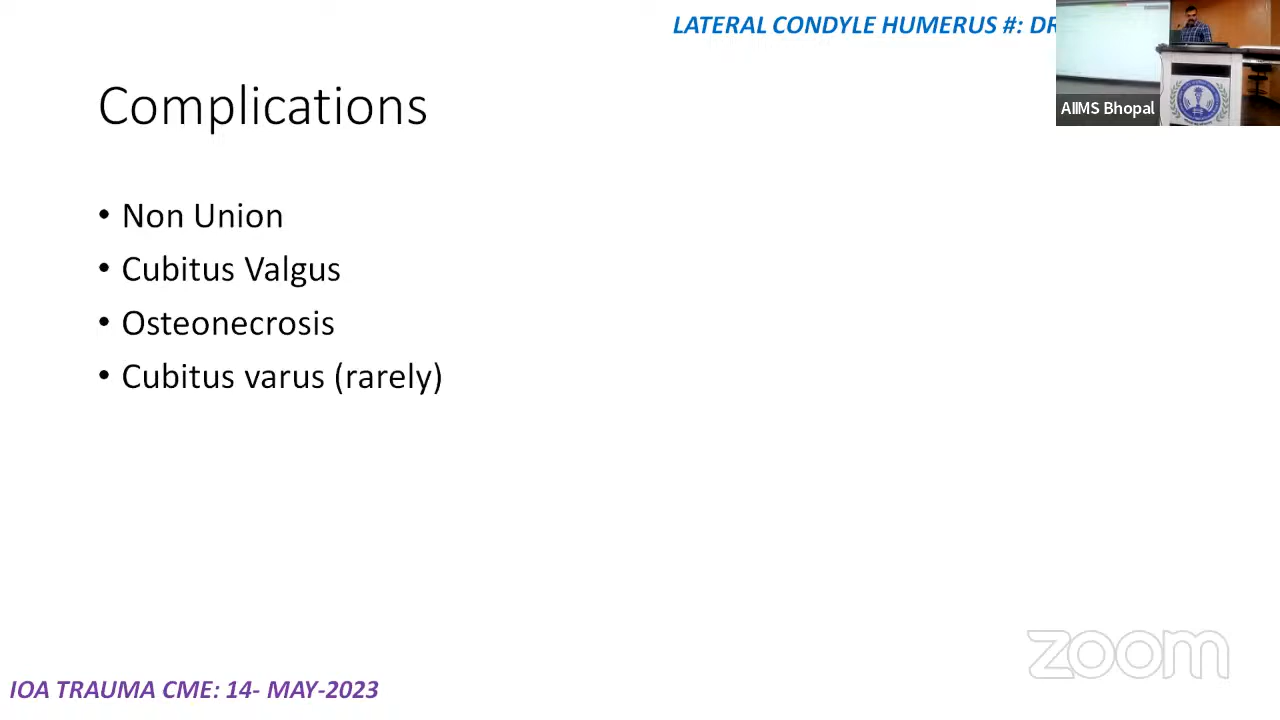 LATERAL CONDYLE HUMERUS #: DR
AIIMS Bhopal
Complications
• Non Union
• Cubitus Valgus
• Osteonecrosis
• Cubitus varus (rarely)
zoom
IOA TRAUMA CME: 14- MAY-2023